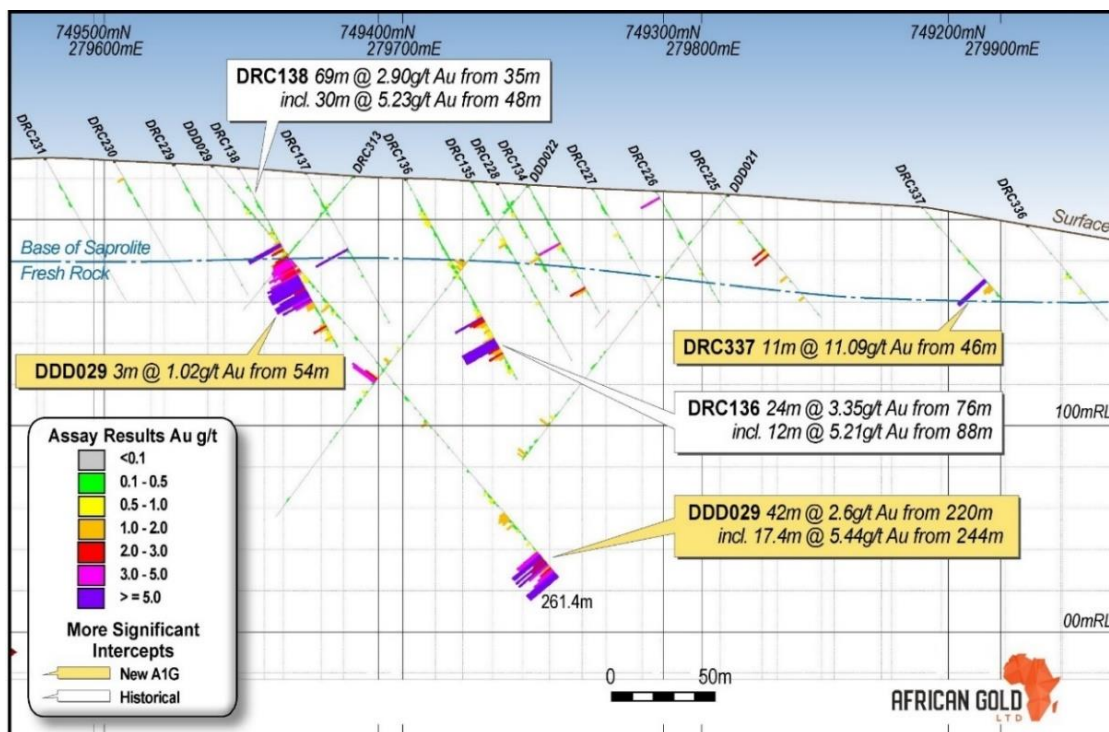 749500mN
279600mE
749400mN
279700mE
749300mN
279800mE
749200mN
279900mE
DRC138 69m @ 2.90g/t Au from 35m
incl. 30m @ 5.23g/t Au from 48m
DRC231
DRC230
DRC229
DDD029
DRC138
DRC137
DRC313
DRC136
DRC135
DRC228
DRC134
DDD022
DRC227
DRC226
DRC225
DDD021
DRC337
DRC336
Surface
Base of Saprolite
Fresh Rock
DDD029 3m @ 1.02g/t Au from 54m
DRC337 11m @ 11.09g/t Au from 46m
DRC136 24m @ 3.35g/t Au from 76m
incl. 12m @ 5.21g/t Au from 88m
100mRL
DDD029 42m @ 2.6g/t Au from 220m
incl. 17.4m @ 5.44g/t Au from 244m
261.4m
00mRL
Assay Results Au g/t
<0.1
0.1 - 0.5
0.5 - 1.0
1.0 - 2.0
2.0 - 3.0
3.0 - 5.0
> = 5.0
More Significant
Intercepts
New A1G
Historical
0 50m
AFRICAN GOLD
LTD